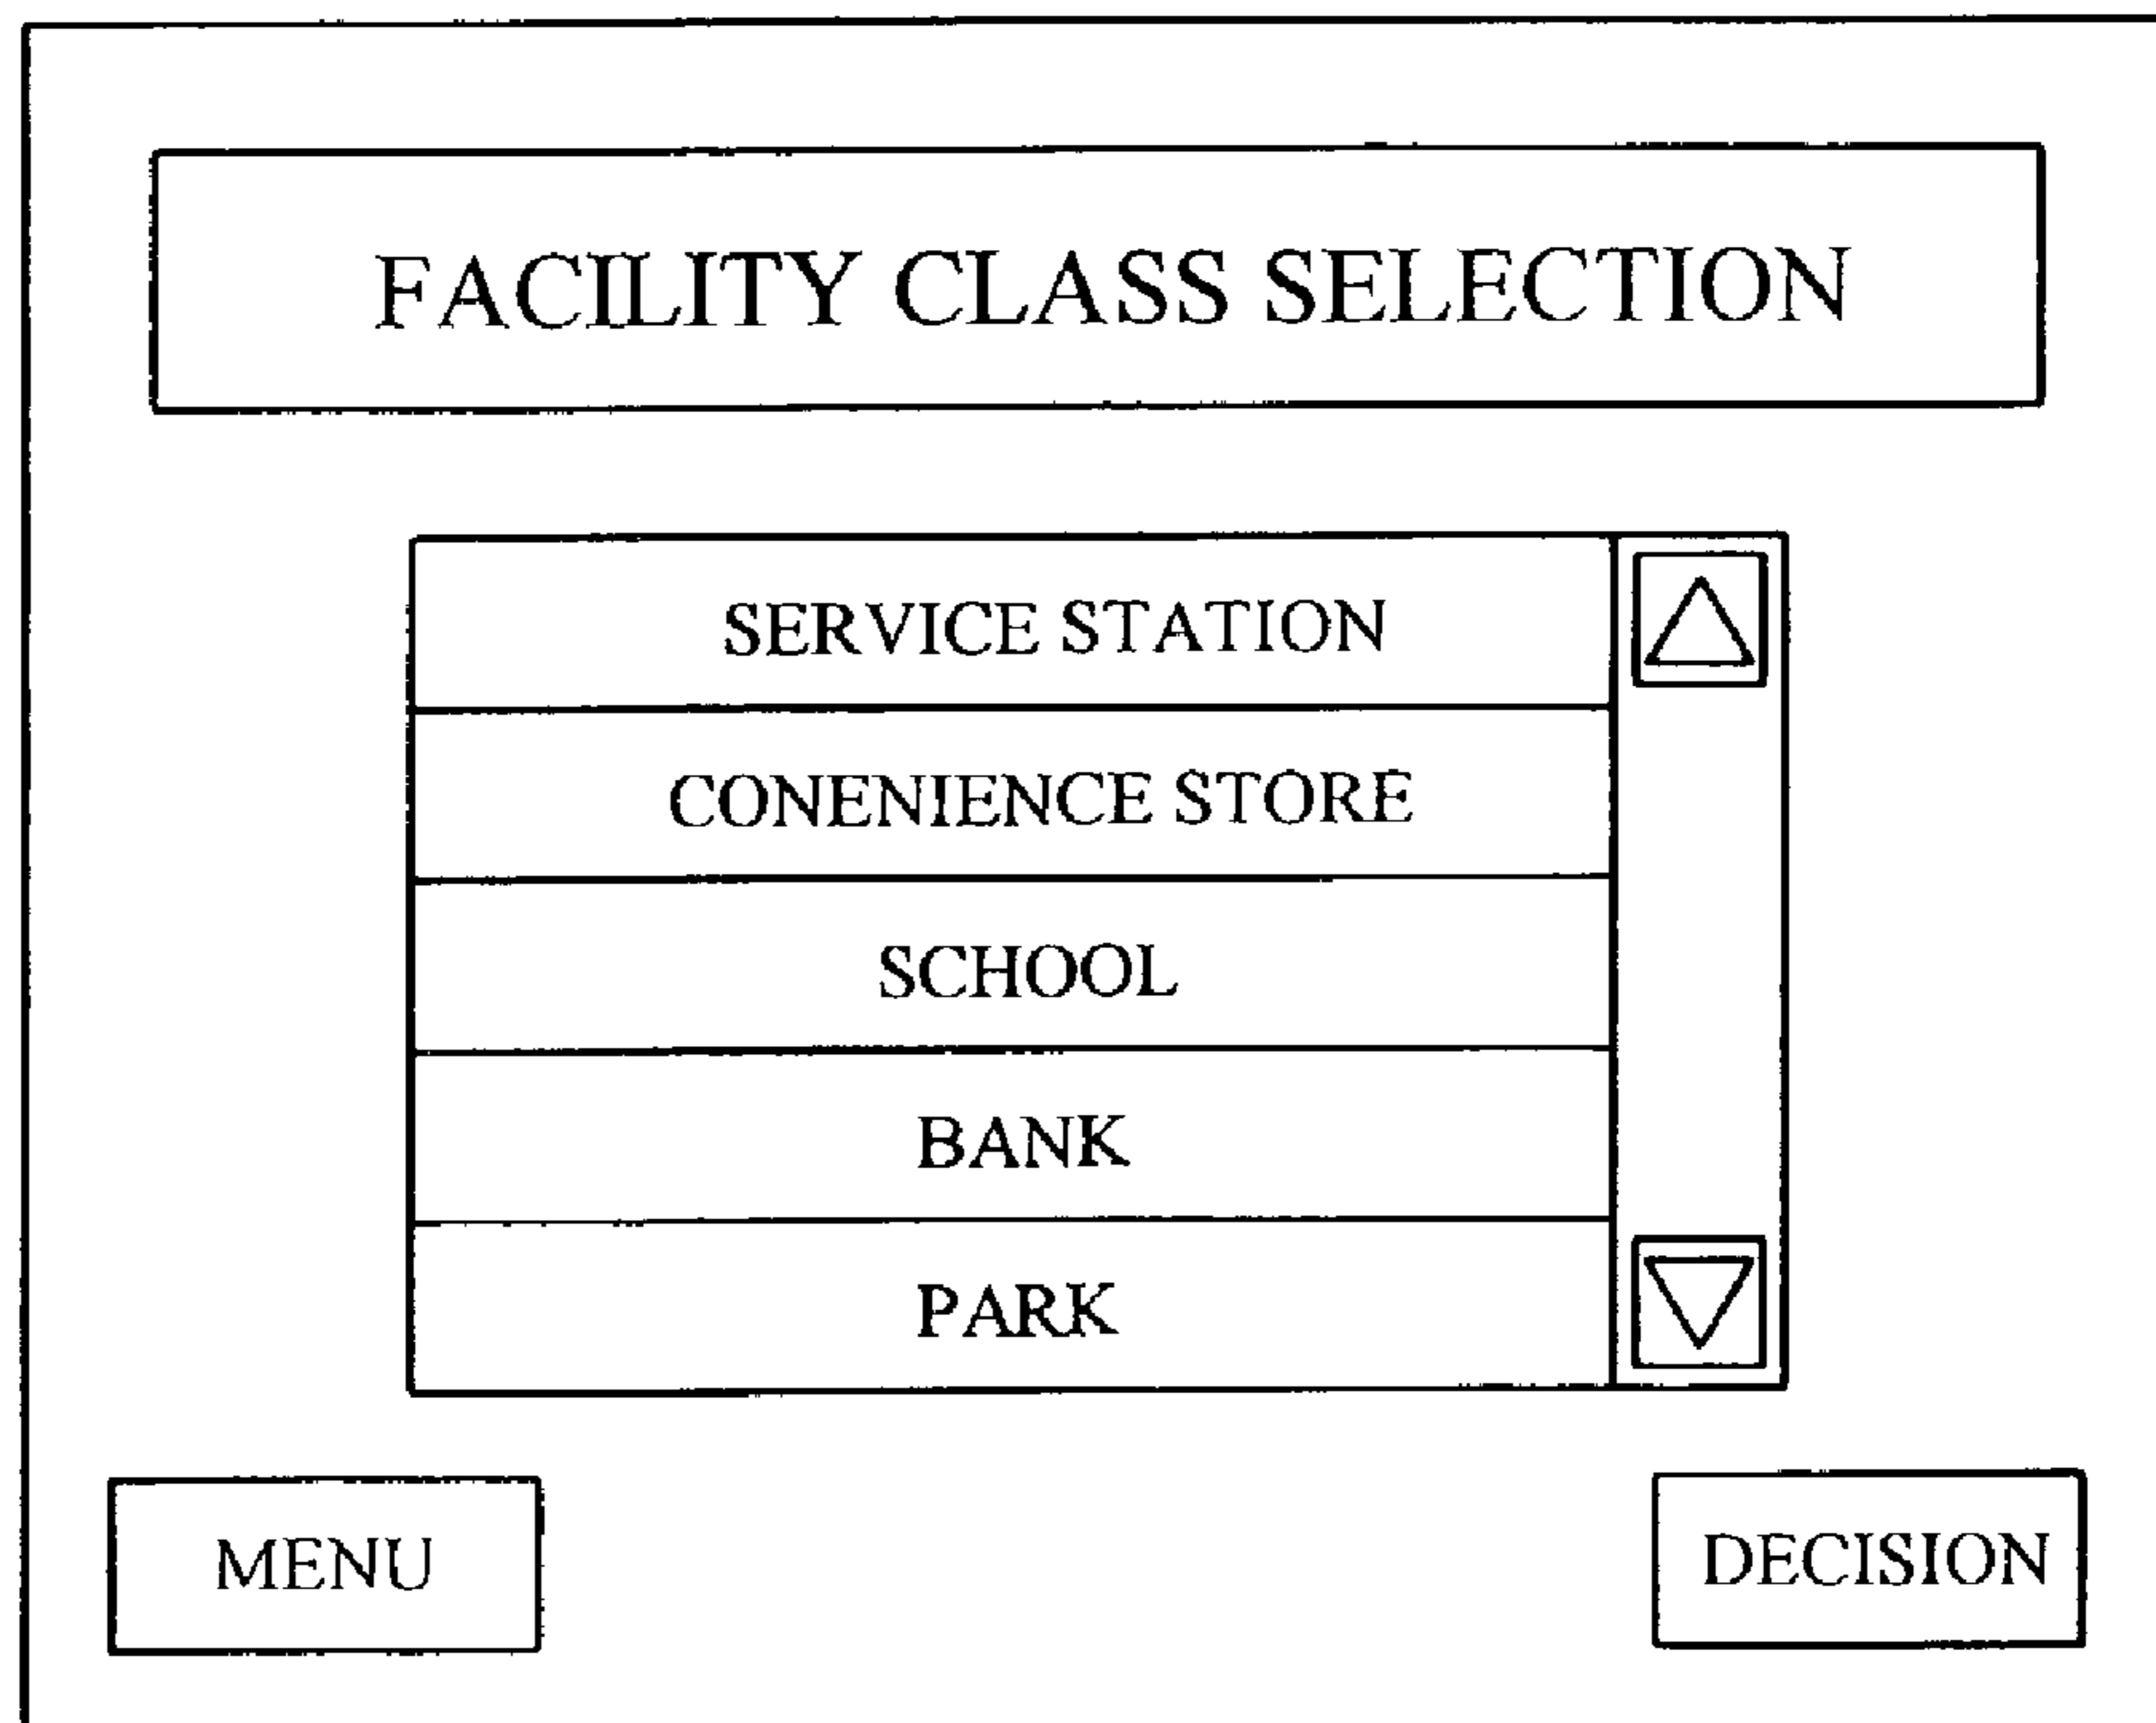 FACILITY CLASS SELECTION
SERVICE STATION
CONENIENCE STORE
SCHOOL
BANK
PARK
MENU
DECISION